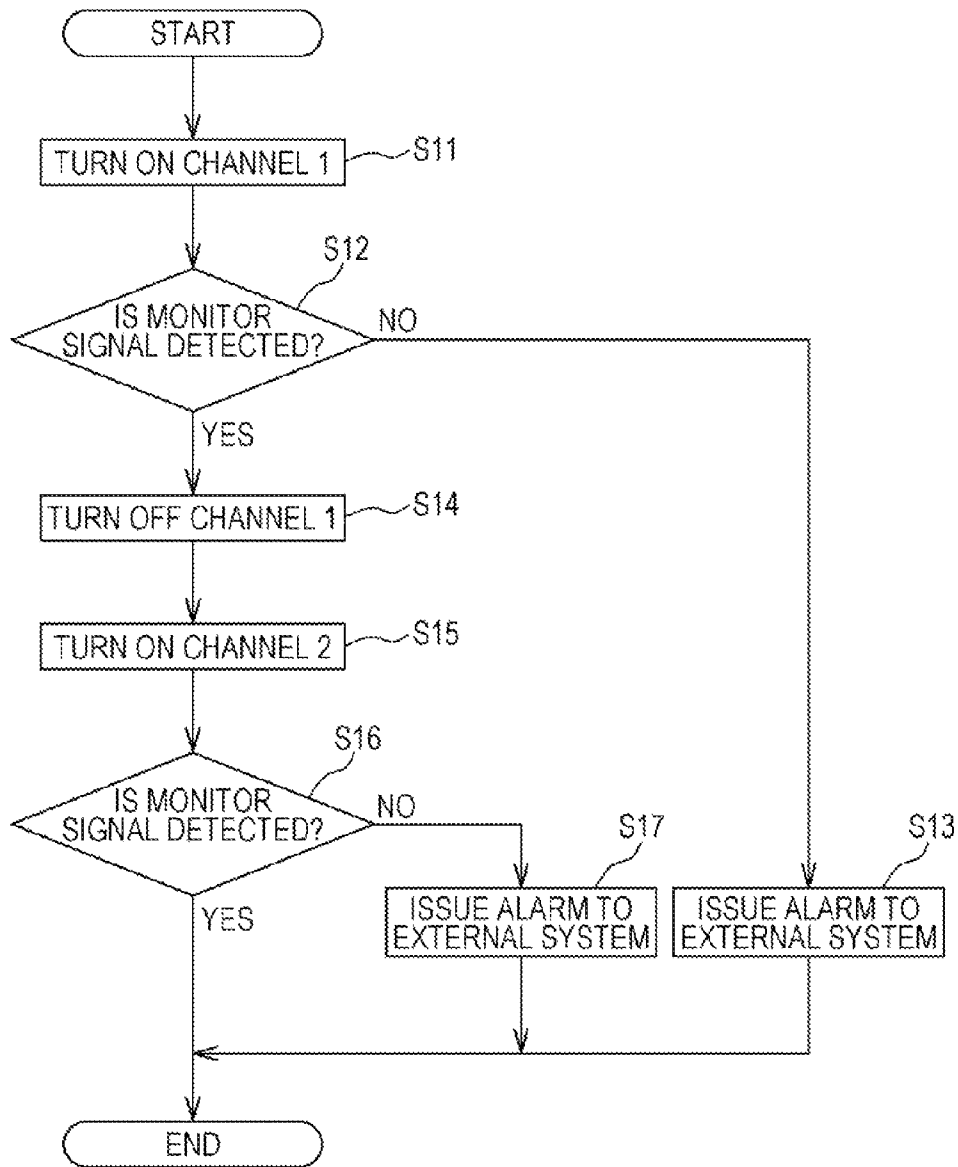 START
TURN ON CHANNEL 1
S11
S12
IS MONITOR
SIGNAL DETECTED?
NO
YES
TURN OFF CHANNEL 1
S14
TURN ON CHANNEL 2
S15
S16
IS MONITOR
SIGNAL DETECTED?
NO
YES
S17
ISSUE ALARM TO
EXTERNAL SYSTEM
S13
ISSUE ALARM TO
EXTERNAL SYSTEM
END